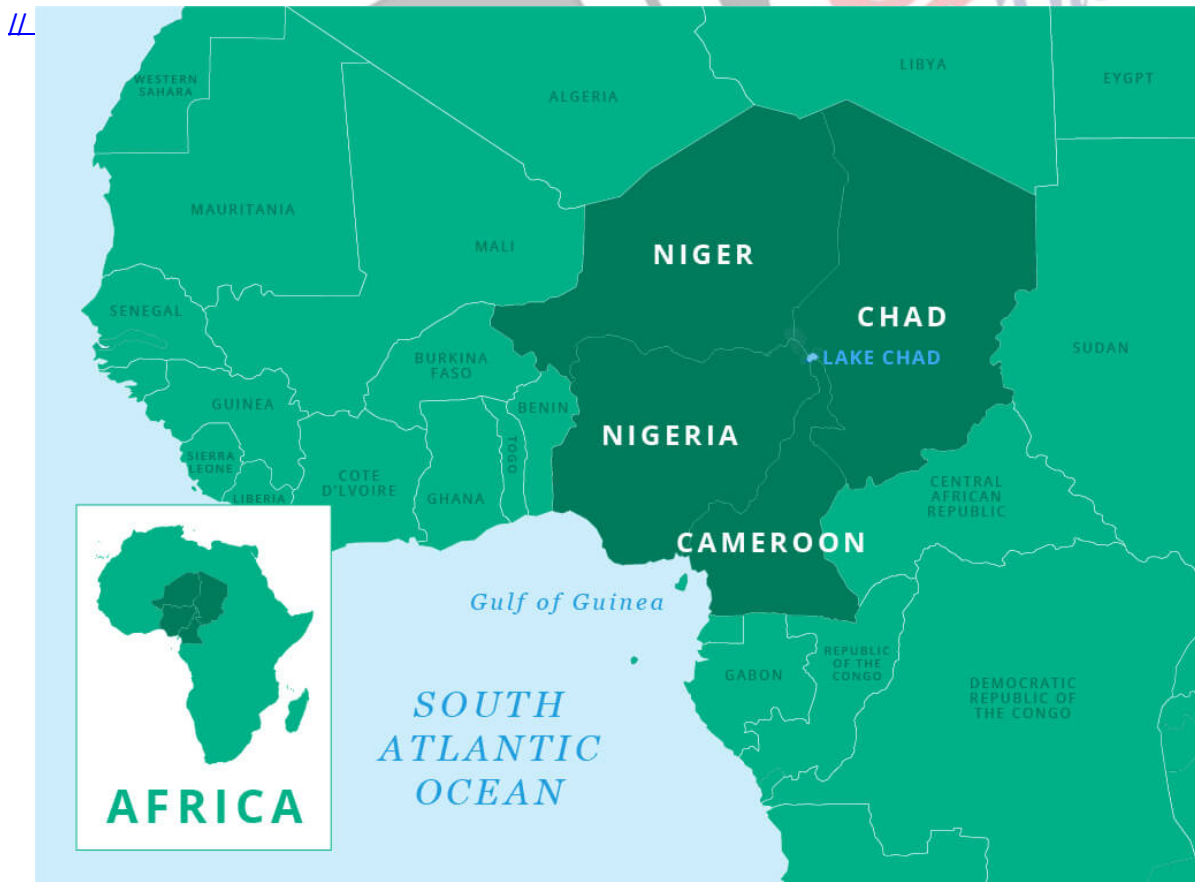 //
WESTERN
SAHARA
ALGERIA
LIBYA
EYGPT
MAURITANIA
MALI
NIGER
CHAD
SENEGAL
BURKINA
FASO
LAKE CHAD
SUDAN
GUINEA
BENIN
NIGERIA
SIERRA
LEONE
LIBERIA
COTE
D'LVOIRE
GHANA
TOGO
CENTRAL
AFRICAN
REPUBLIC
CAMEROON
Gulf of Guinea
GABON
REPUBLIC
OF THE
CONGO
DEMOCRATIC
REPUBLIC OF
THE CONGO
SOUTH
ATLANTIC
OCEAN
AFRICA